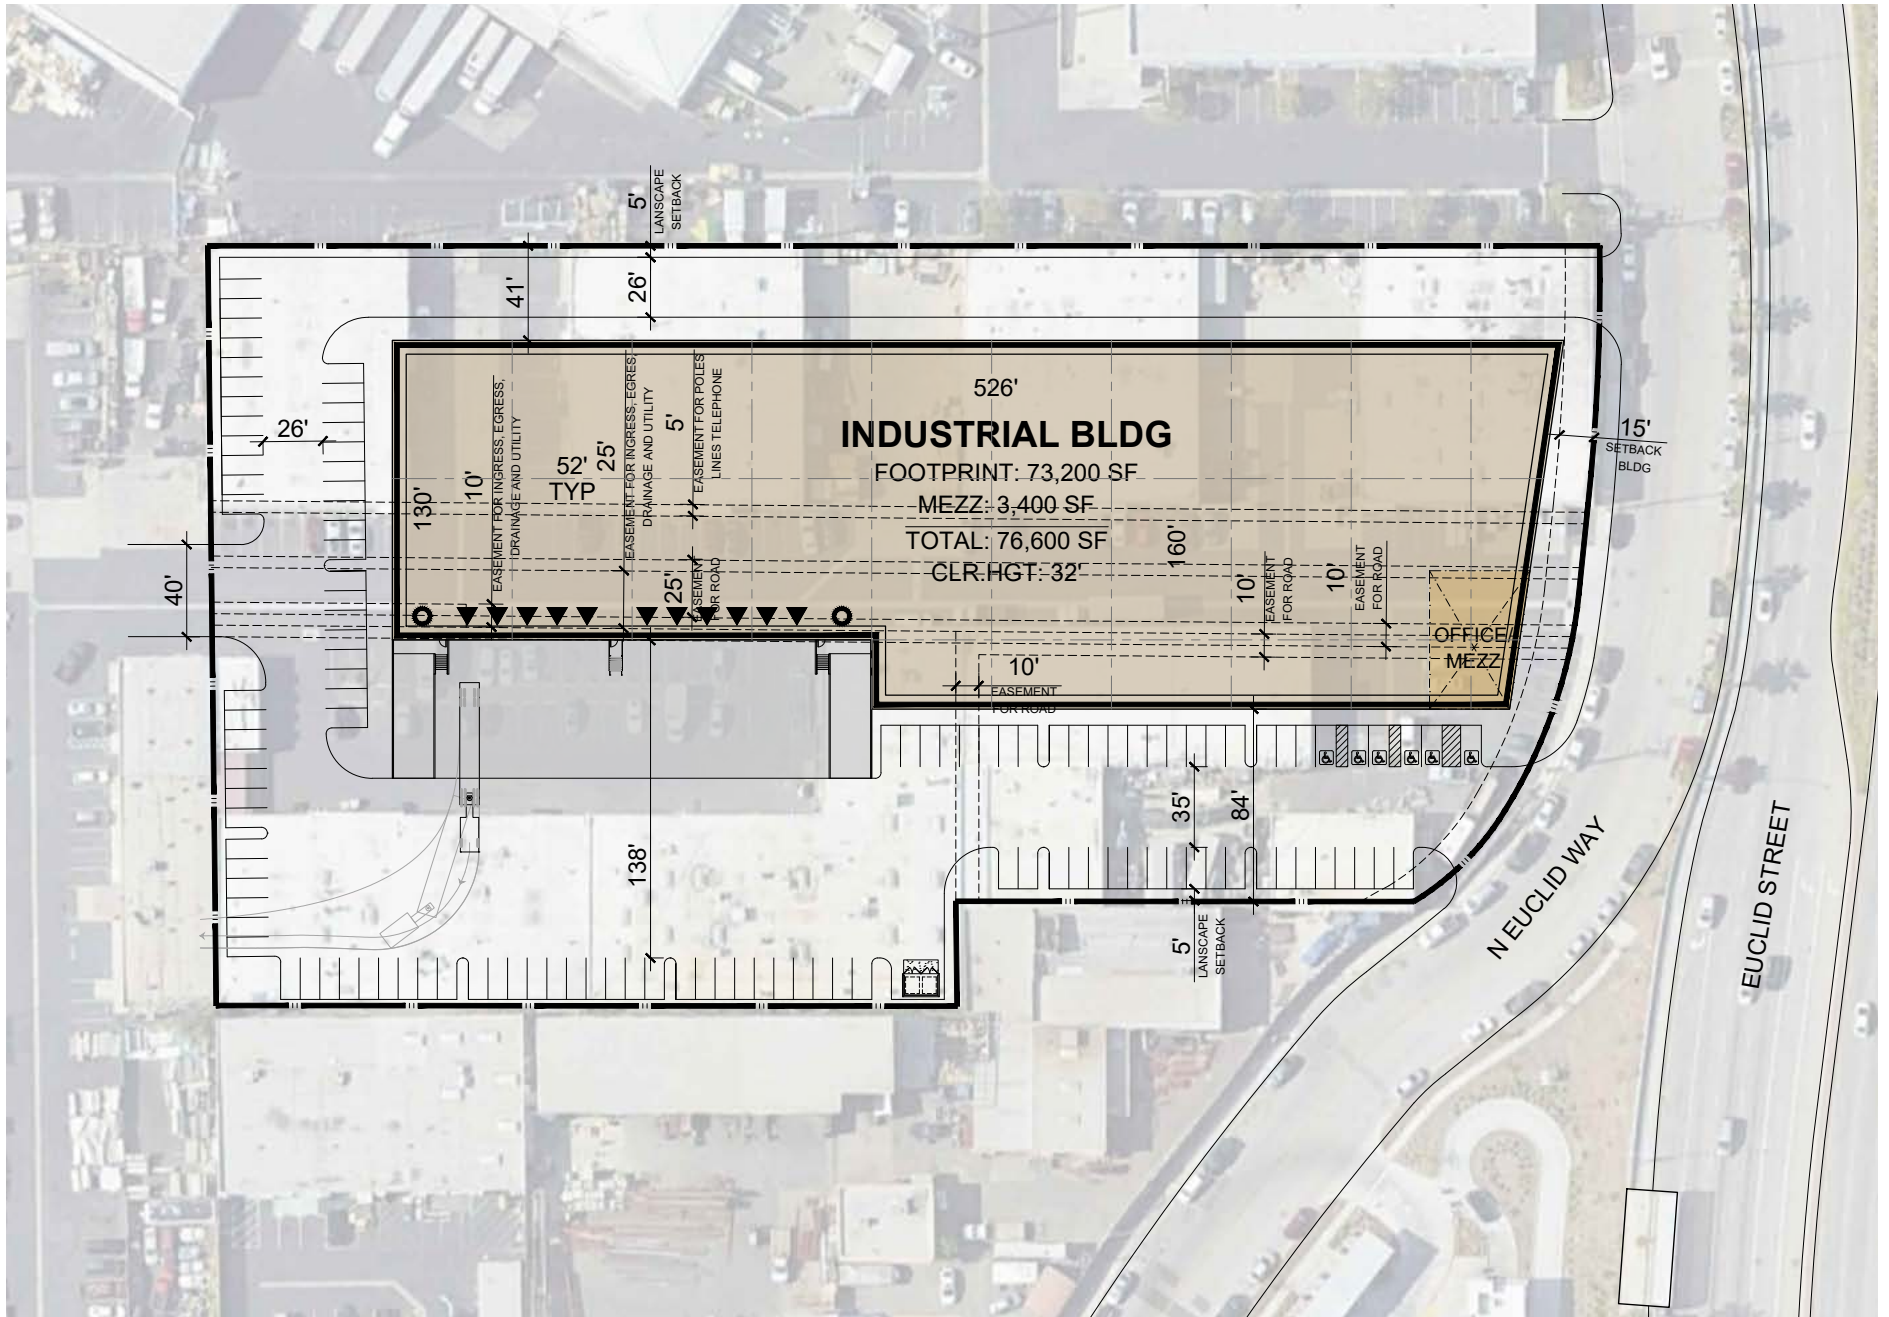 5'
LANSCAPE
SETBACK
41'
26'
526'
INDUSTRIAL BLDG
FOOTPRINT: 73,200 SF
MEZZ: 3,400 SF
TOTAL: 76,600 SF
CLR.HGT: 32'
26'
130'
10'
EASEMENT FOR INGRESS, EGRESS,
DRAINAGE AND UTILITY
52'
TYP
25'
EASEMENT FOR INGRESS, EGRES,
DRAINAGE AND UTILITY
5'
EASEMENT FOR POLES
LINES TELEPHONE
15'
SETBACK
BLDG
40'
25'
EASEMENT
FOR ROAD
160'
10'
EASEMENT
FOR ROAD
10'
EASEMENT
FOR ROAD
OFFICE/
MEZZ
10'
EASEMENT
FOR ROAD
138'
35'
84'
5'
LANSCAPE
SETBACK
N EUCLID WAY
EUCLID STREET